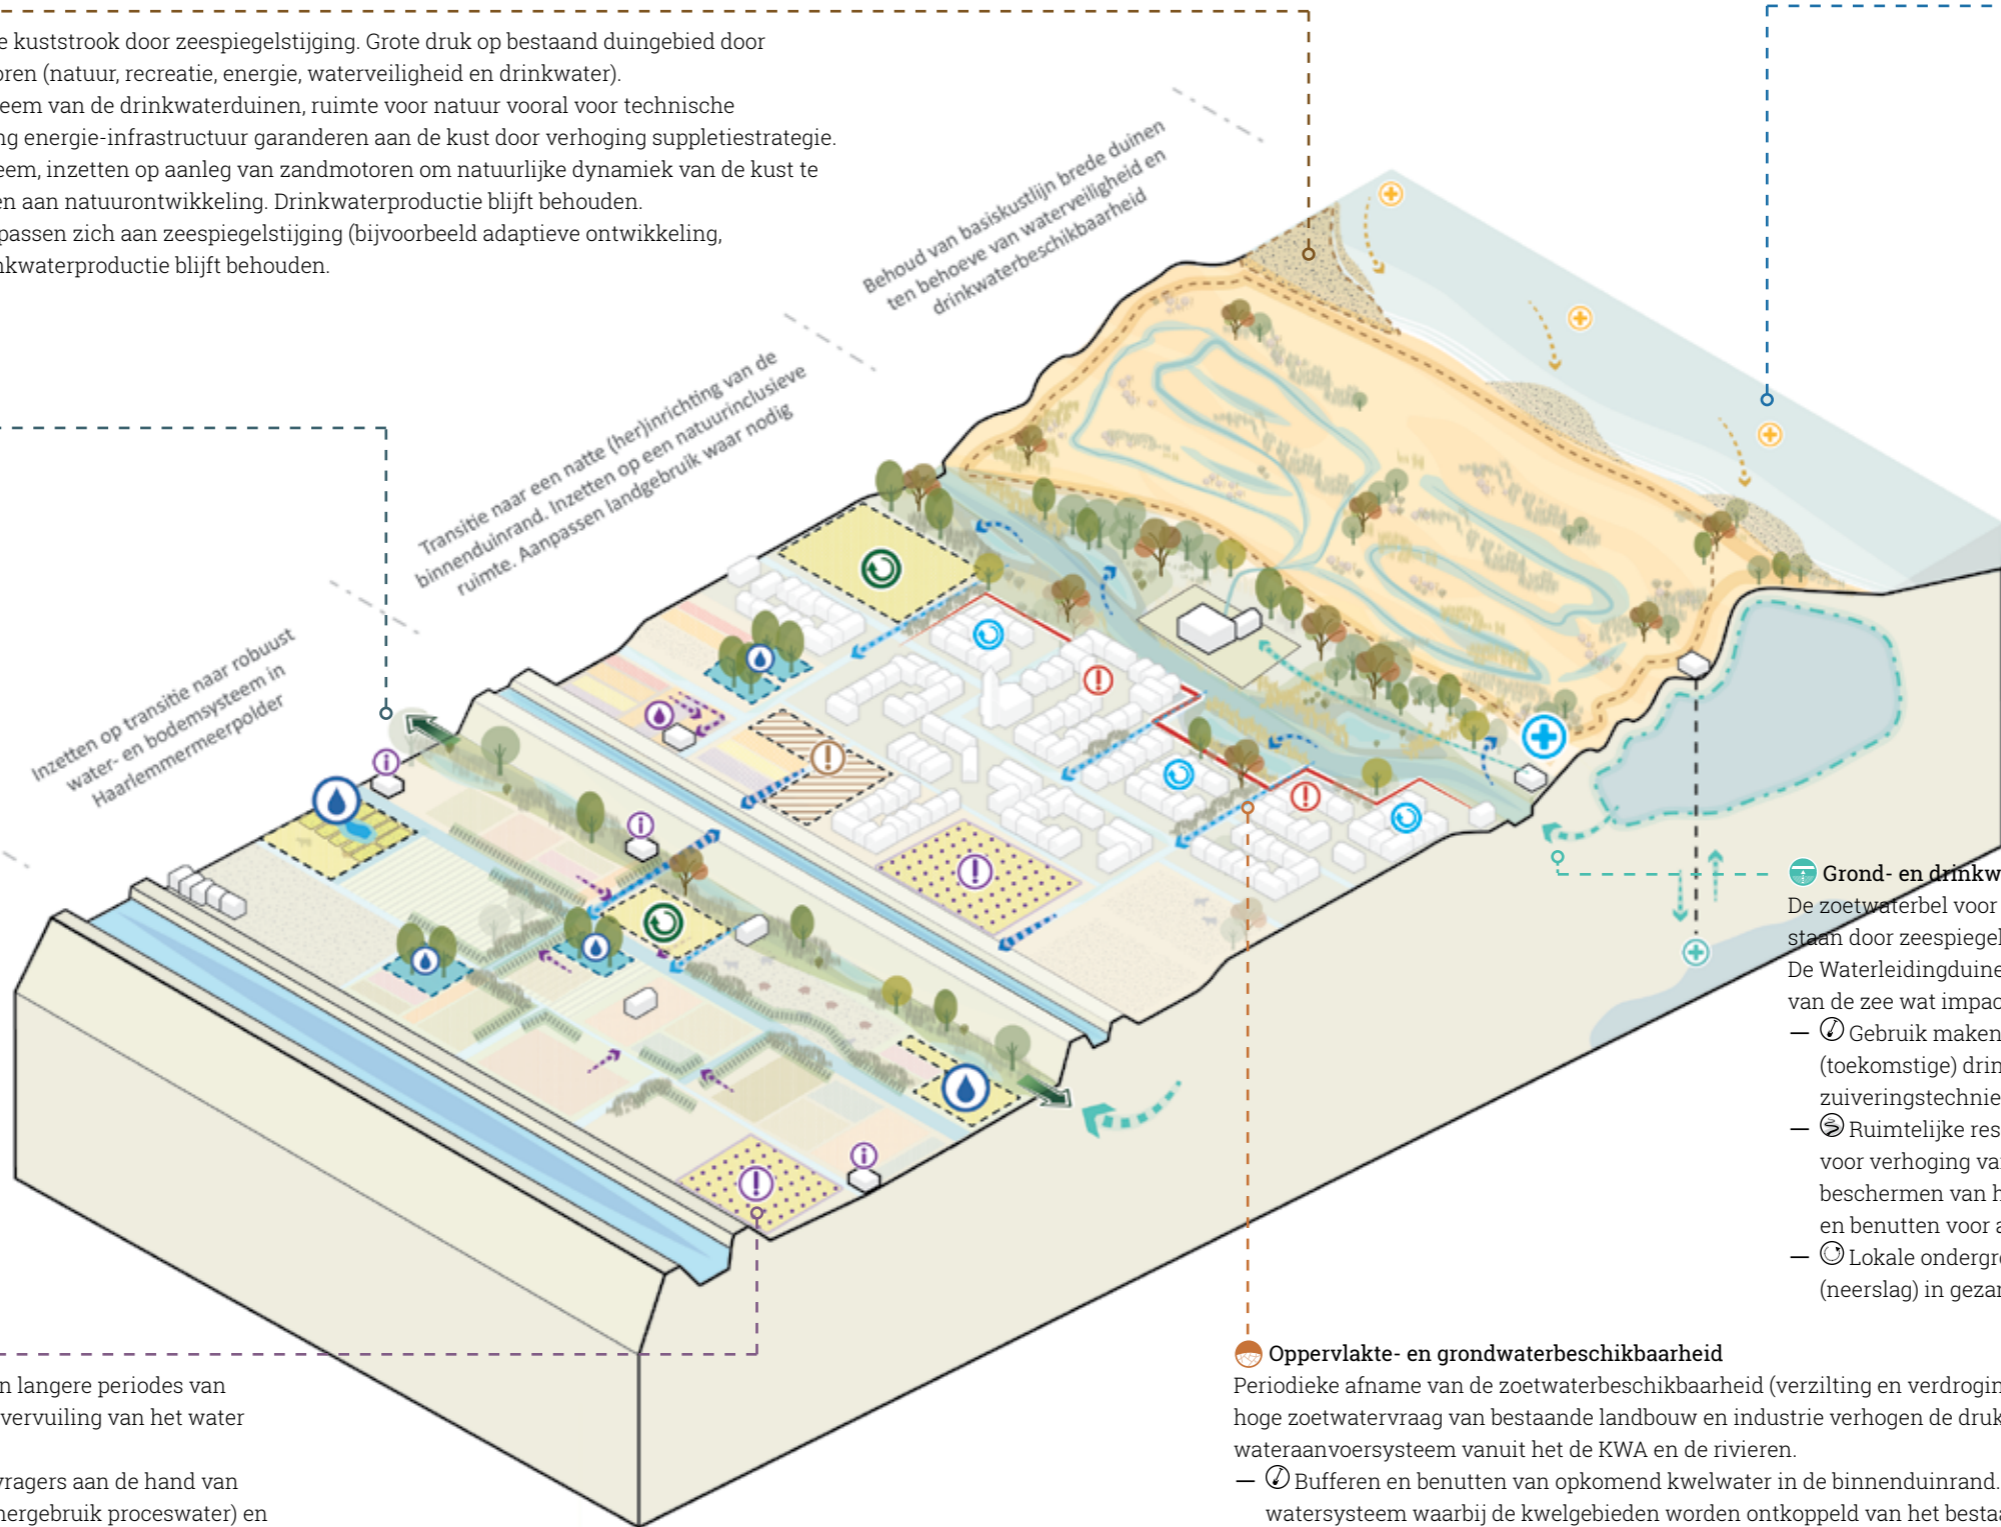 e kuststrook door zeespiegelstijging. Grote druk op bestaand duingebied door
oren (natuur, recreatie, energie, waterveiligheid en drinkwater).
eem van de drinkwaterduinen, ruimte voor natuur vooral voor technische
ng energie-infrastructuur garanderen aan de kust door verhoging suppletiestrategie.
eem, inzetten op aanleg van zandmotoren om natuurlijke dynamiek van de kust te
en aan natuurontwikkeling. Drinkwaterproductie blijft behouden.
passen zich aan zeespiegelstijging (bijvoorbeeld adaptieve ontwikkeling,
nkwaterproductie blijft behouden.
Behoud van basiskustlijn brede duinen
ten behoeve van waterveiligheid en
drinkwaterbeschikbaarheid
Transitie naar een natte (her)inrichting van de
binnenduinrand. Inzetten op een natuurinclusieve
ruimte. Aanpassen landgebruik waar nodig
Inzetten op transitie naar robuust
water- en bodemsysteem in
Haarlemmermeerpolder
Grond- en drinkw
De zoetwaterbel voor
staan door zeespiegel
De Waterleidingduine
van de zee wat impac
— Gebruik maken
(toekomstige) drin
zuiveringstechnie
— Ruimtelijke res
voor verhoging va
beschermen van h
en benutten voor a
— Lokale ondergr
(neerslag) in gezan
Oppervlakte- en grondwaterbeschikbaarheid
Periodieke afname van de zoetwaterbeschikbaarheid (verzilting en verdrogin
hoge zoetwatervraag van bestaande landbouw en industrie verhogen de druk
wateraanvoersysteem vanuit het de KWA en de rivieren.
— Bufferen en benutten van opkomend kwelwater in de binnenduinrand.
watersysteem waarbij de kwelgebieden worden ontkoppeld van het bestaa
n langere periodes van
vervuiling van het water
vragers aan de hand van
hergebruik proceswater) en